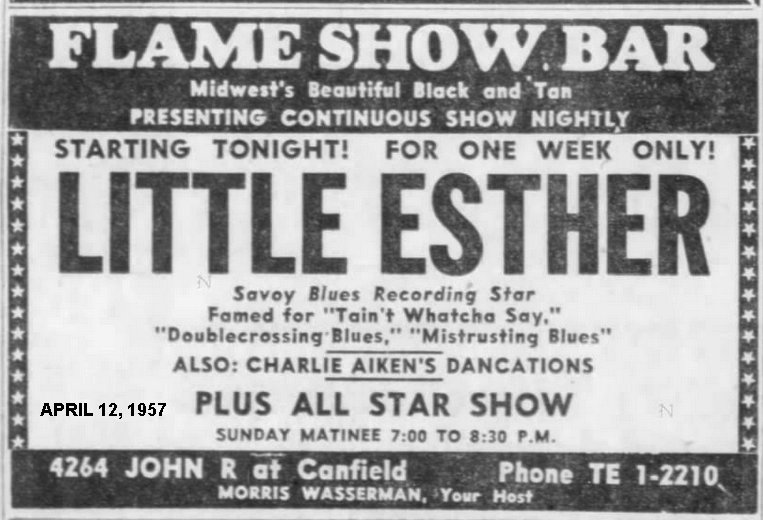 FLAME SHOW BAR
Midwest's Beautiful Black and Tan
PRESENTING CONTINUOUS SHOW NIGHTLY
STARTING TONIGHT! FOR ONE WEEK ONLY!
LITTLE ESTHER
Savoy Blues Recording Star
Famed for "Tain't Whatcha Say,"
"Doublecrossing Blues," "Mistrusting Blues"
ALSO: CHARLIE AIKEN'S DANCATIONS
APRIL 12, 1957 PLUS ALL STAR SHOW
SUNDAY MATINEE 7:00 TO 8:30 P.M.
4264 JOHN R at Canfield Phone TE 1-2210
MORRIS WASSERMAN, Your Host